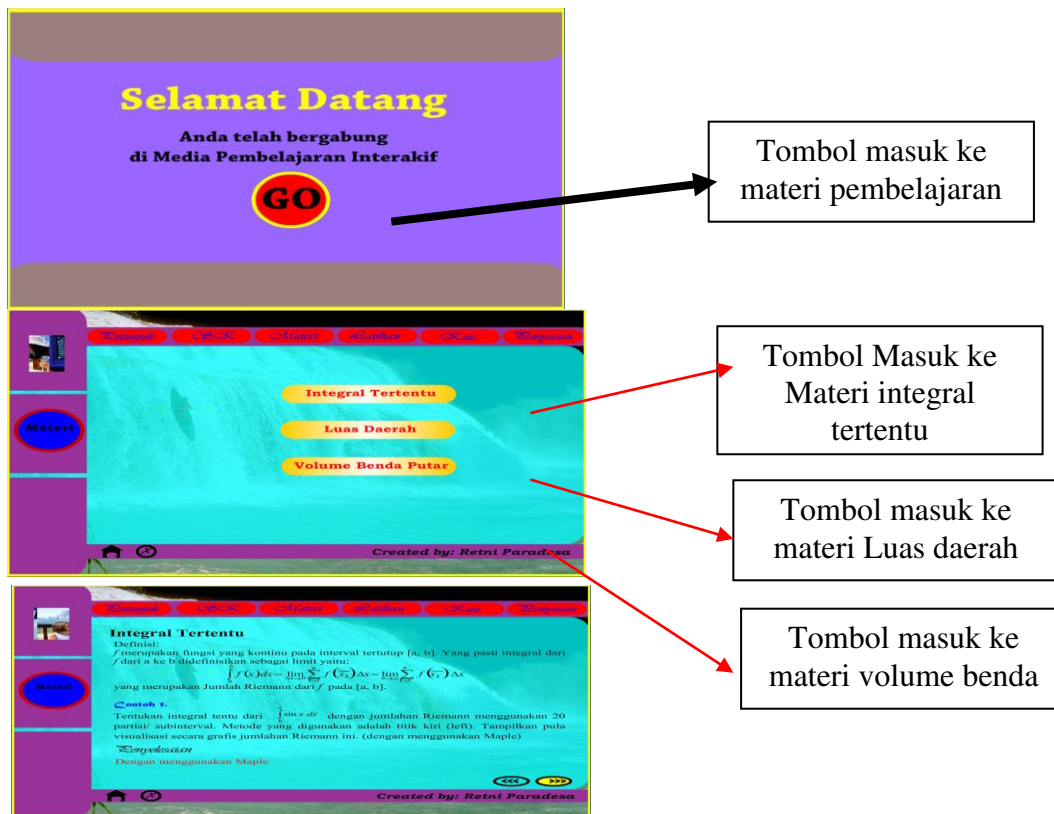 Selamat Datang
Anda telah bergabung
di Media Pembelajaran Interakif
GO
Tombol masuk ke
materi pembelajaran
Petunjuk SK Materi Latihan Kuis Penyusun
Materi
Integral Tertentu
Luas Daerah
Volume Benda Putar
Created by: Retni Paradesa
Tombol Masuk ke
Materi integral
tertentu
Tombol masuk ke
materi Luas daerah
Tombol masuk ke
materi volume benda
Petunjuk SK Materi Latihan Kuis Penyusun
Materi
Integral Tertentu
Definisi:
f merupakan fungsi yang kontinu pada interval tertutup [a, b]. Yang pasti integral dari
f dari a ke b didefinisikan sebagai limit yaitu:
yang merupakan Jumlah Riemann dari f pada [a, b].
Contoh 1.
Tentukan integral tentu dari sin x dx dengan jumlahan Riemann menggunakan 20
partisi/ subinterval. Metode yang digunakan adalah titik kiri (left). Tampilkan pula
visualisasi secara grafis jumlahan Riemann ini. (dengan menggunakan Maple)
Penyelesaian
Dengan menggunakan Maple
<<< >>>
Created by: Retni Paradesa